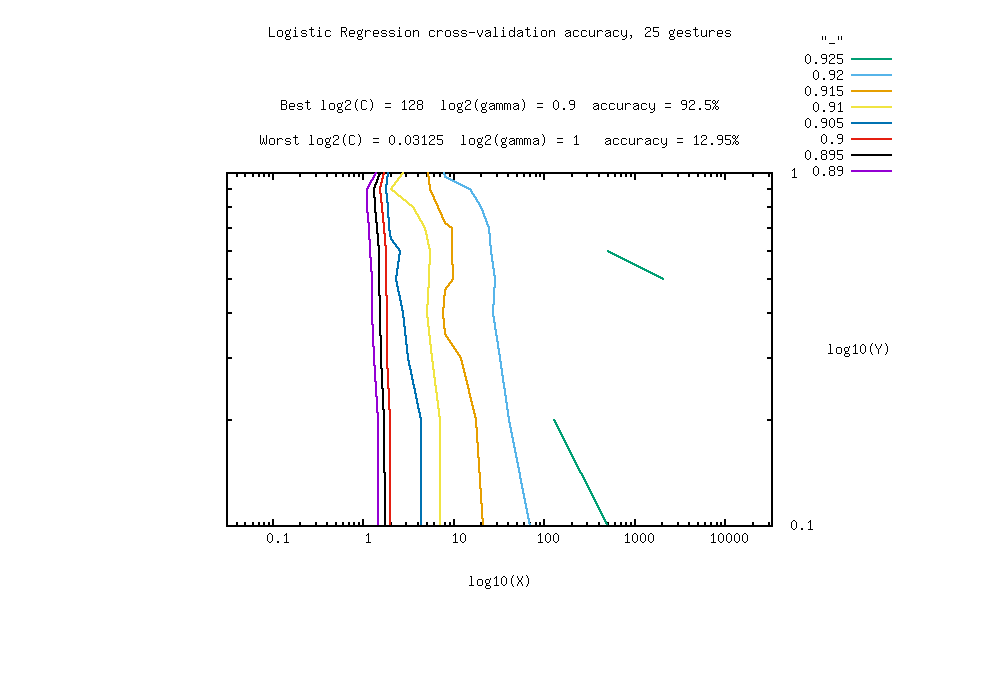 Logistic Regression cross-validation accuracy, 25 gestures
"_"
0.925
0.92
0.915
0.91
0.905
0.9
0.895
0.89
Best log2(C) = 128  log2(gamma) = 0.9  accuracy = 92.5%
Worst log2(C) = 0.03125  log2(gamma) = 1   accuracy = 12.95%
1
log10(Y)
0.1
0.1 1 10 100 1000 10000
log10(X)